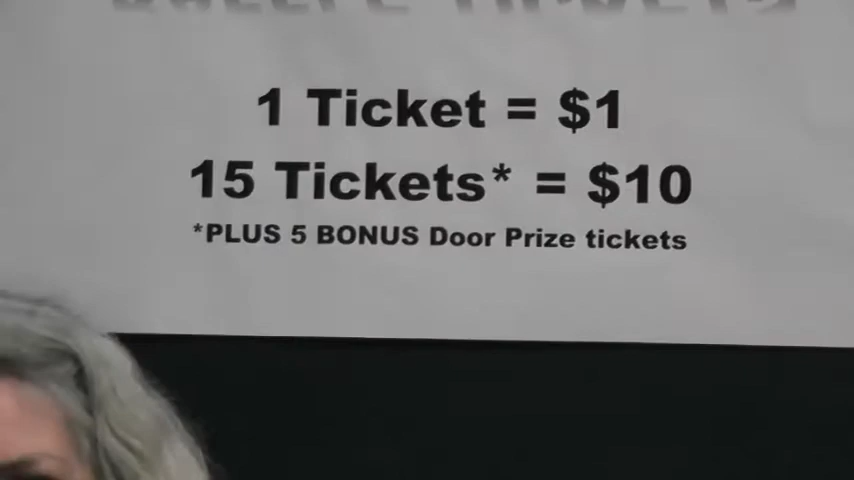 1 Ticket = $1
15 Tickets* = $10
*PLUS 5 BONUS Door Prize tickets